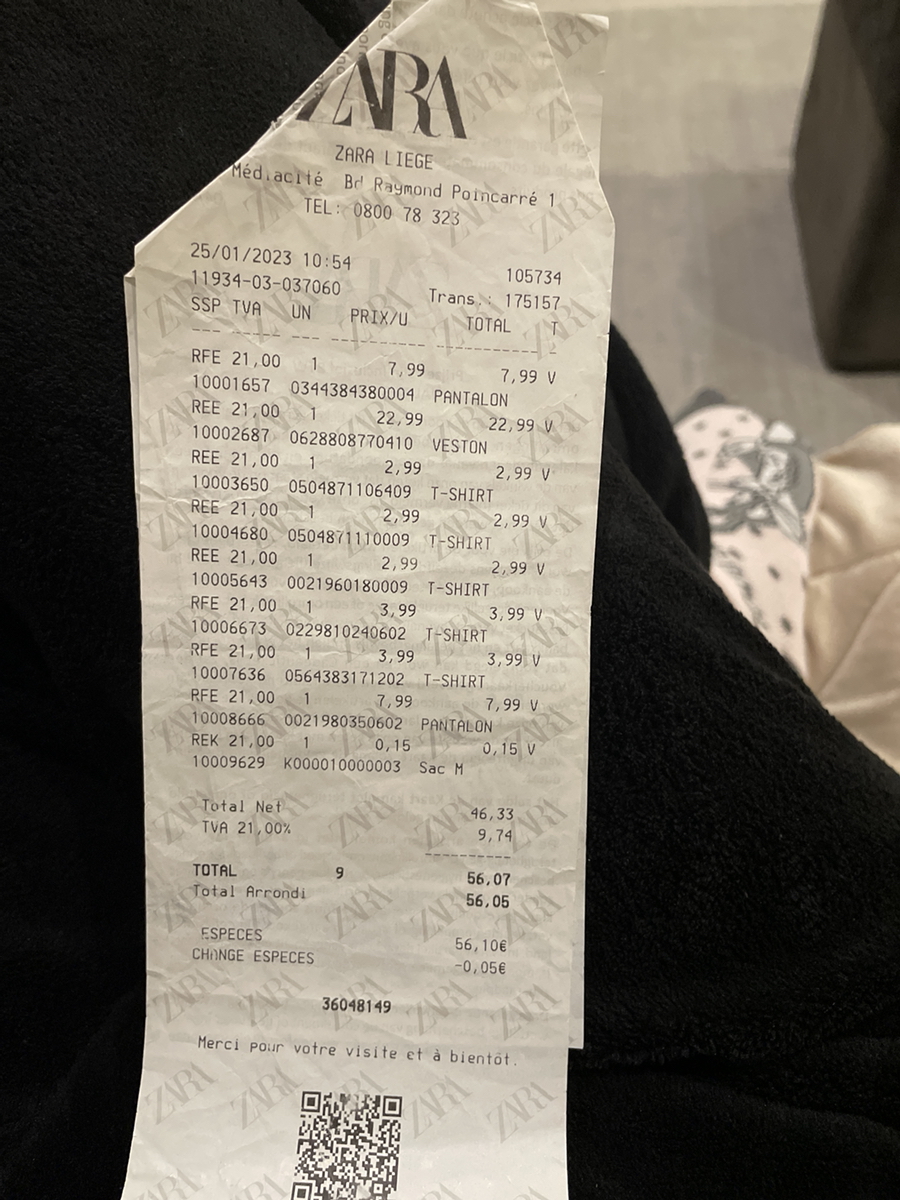 ZARA
ZARA LIEGE
Médiacité Bd Raymond Poincarré 1
TEL: 0800 78 323
25/01/2023 10:54 105734
11934-03-037060 Trans.: 175157
SSP TVA UN PRIX/U TOTAL T
RFE 21,00 1 7,99 7,99 V
10001657 0344384380004 PANTALON
REE 21,00 1 22,99 22,99 V
10002687 0628808770410 VESTON
REE 21,00 1 2,99 2,99 V
10003650 0504871106409 T-SHIRT
REE 21,00 1 2,99 2,99 V
10004680 0504871110009 T-SHIRT
REE 21,00 1 2,99 2,99 V
10005643 0021960180009 T-SHIRT
RFE 21,00 1 3,99 3,99 V
10006673 0229810240602 T-SHIRT
RFE 21,00 1 3,99 3,99 V
10007636 0564383171202 T-SHIRT
RFE 21,00 1 7,99 7,99 V
10008666 0021980350602 PANTALON
REK 21,00 1 0,15 0,15 V
10009629 K000010000003 Sac M
Total Net 46,33
TVA 21,00% 9,74
TOTAL 9 56,07
Total Arrondi 56,05
ESPECES 56,10€
CHANGE ESPECES -0,05€
36048149
Merci pour votre visite et à bientôt.